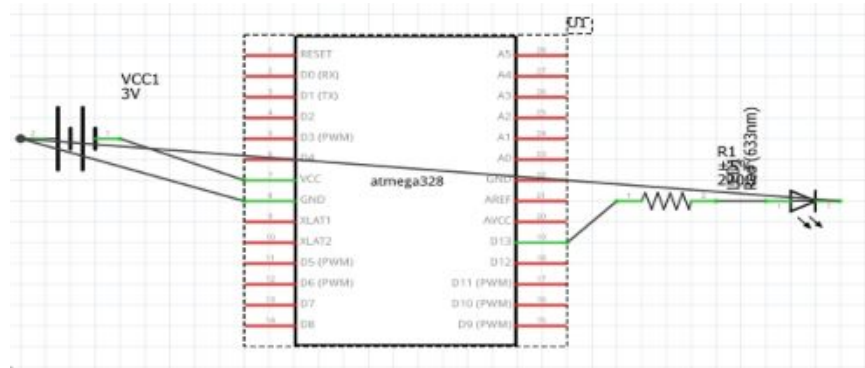 U1
VCC1
3V
RESET
D0 (RX)
D1 (TX)
D2
D3 (PWM)
D4
VCC
GND
XLAT1
XLAT2
D5 (PWM)
D6 (PWM)
D7
D8
atmega328
A5
A4
A3
A2
A1
A0
GND
AREF
AVCC
D13
D12
D11 (PWM)
D10 (PWM)
D9 (PWM)
R1
(633nm)